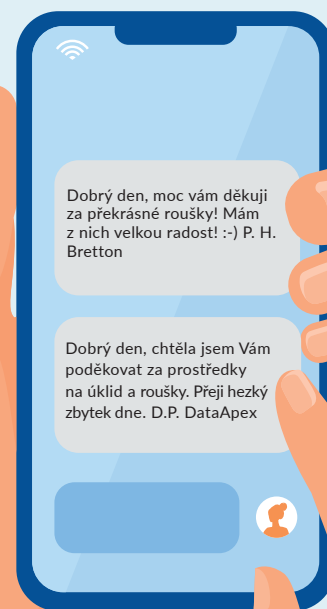 Dobrý den, moc vám děkuji
za překrásné roušky! Mám
z nich velkou radost! :-) P. H.
Bretton
Dobrý den, chtěla jsem Vám
poděkovat za prostředky
na úklid a roušky. Přeji hezký
zbytek dne. D.P. DataApex